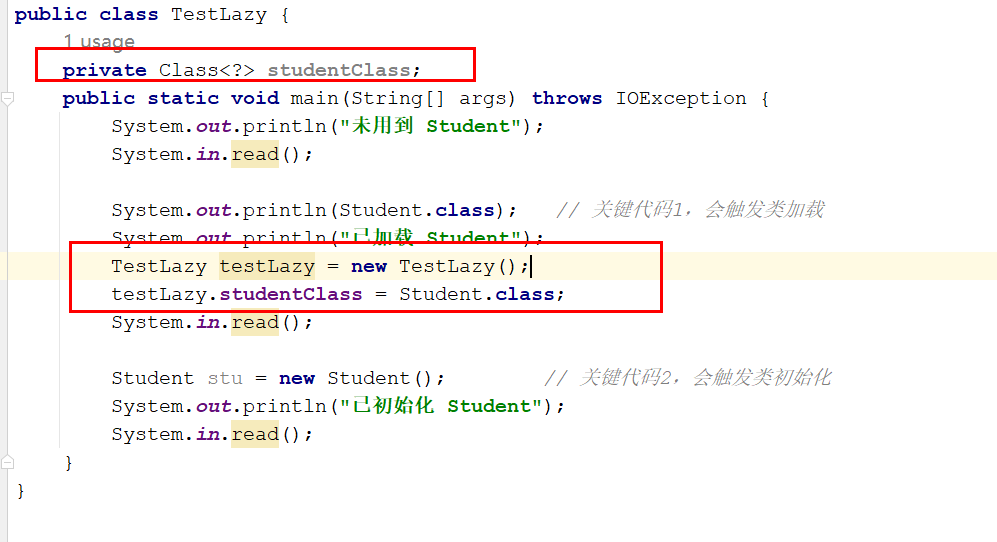 public class TestLazy {
1 usage
private Class<?> studentClass;
public static void main(String[] args) throws IOException {
System.out.println("未用到 Student");
System.in.read();
System.out.println(Student.class); // 关键代码1，会触发类加载
System.out.println("已加载 Student");
TestLazy testLazy = new TestLazy();
testLazy.studentClass = Student.class;
System.in.read();
Student stu = new Student(); // 关键代码2，会触发类初始化
System.out.println("已初始化 Student");
System.in.read();
}
}